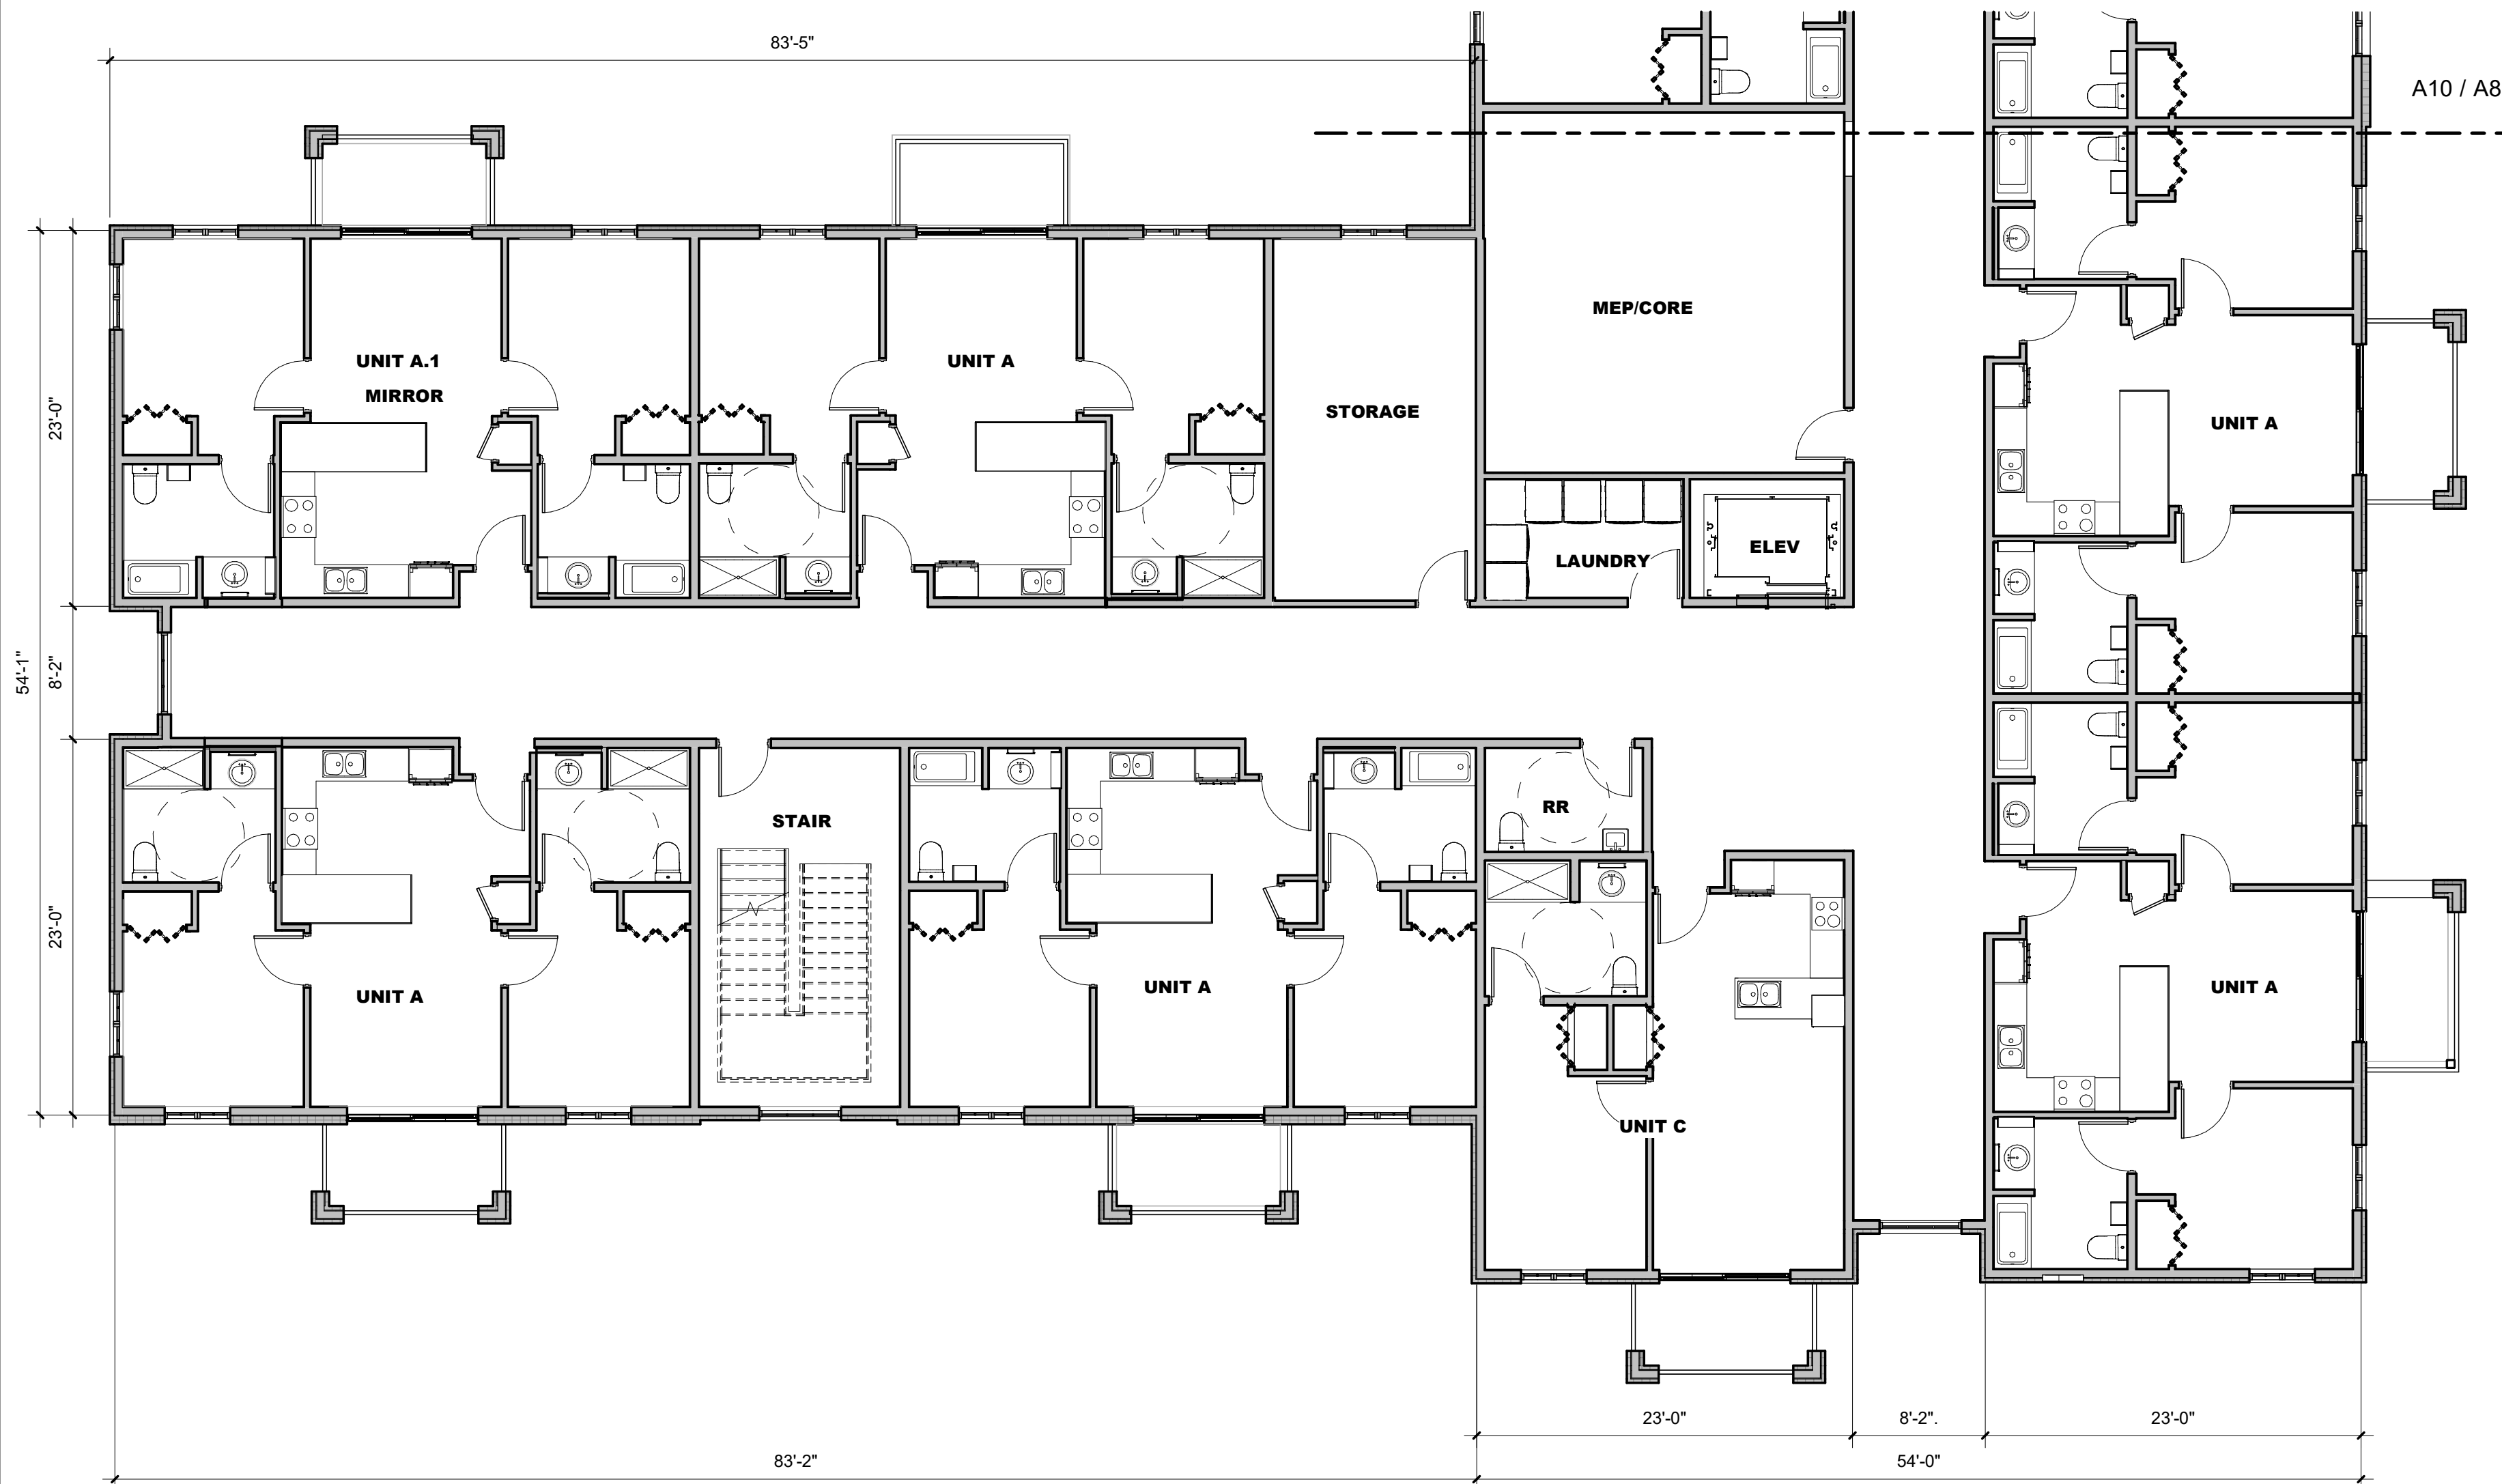 83'-5"
A10 / A8
MEP/CORE
UNIT A.1
MIRROR
UNIT A
STORAGE
UNIT A
23'-0"
LAUNDRY
ELEV
54'-1"
8'-2"
STAIR
RR
23'-0"
UNIT A
UNIT A
UNIT A
UNIT C
23'-0"
8'-2".
23'-0"
83'-2"
54'-0"